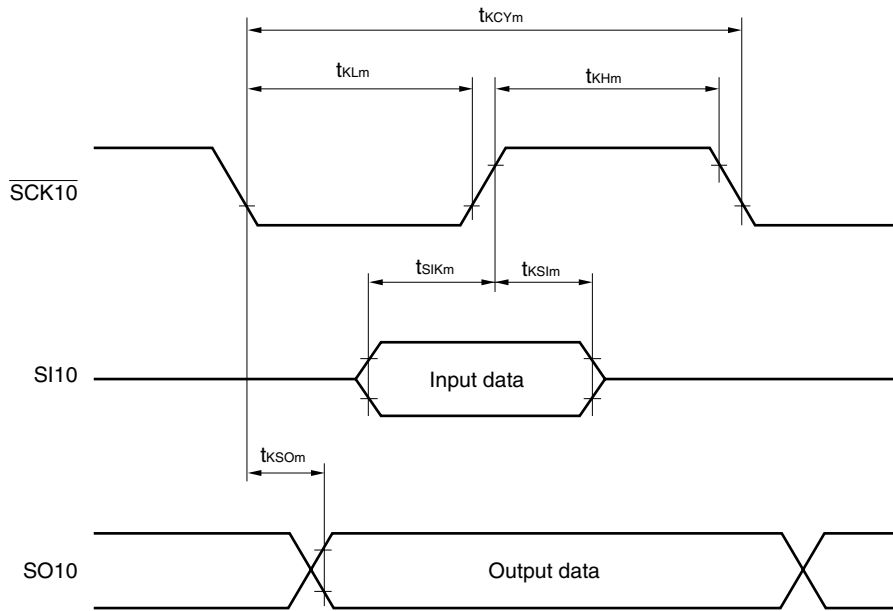 tKCYm
tKLm
tKHm
SCK10
tSIKm
tKSIm
SI10
Input data
tKSOm
SO10
Output data